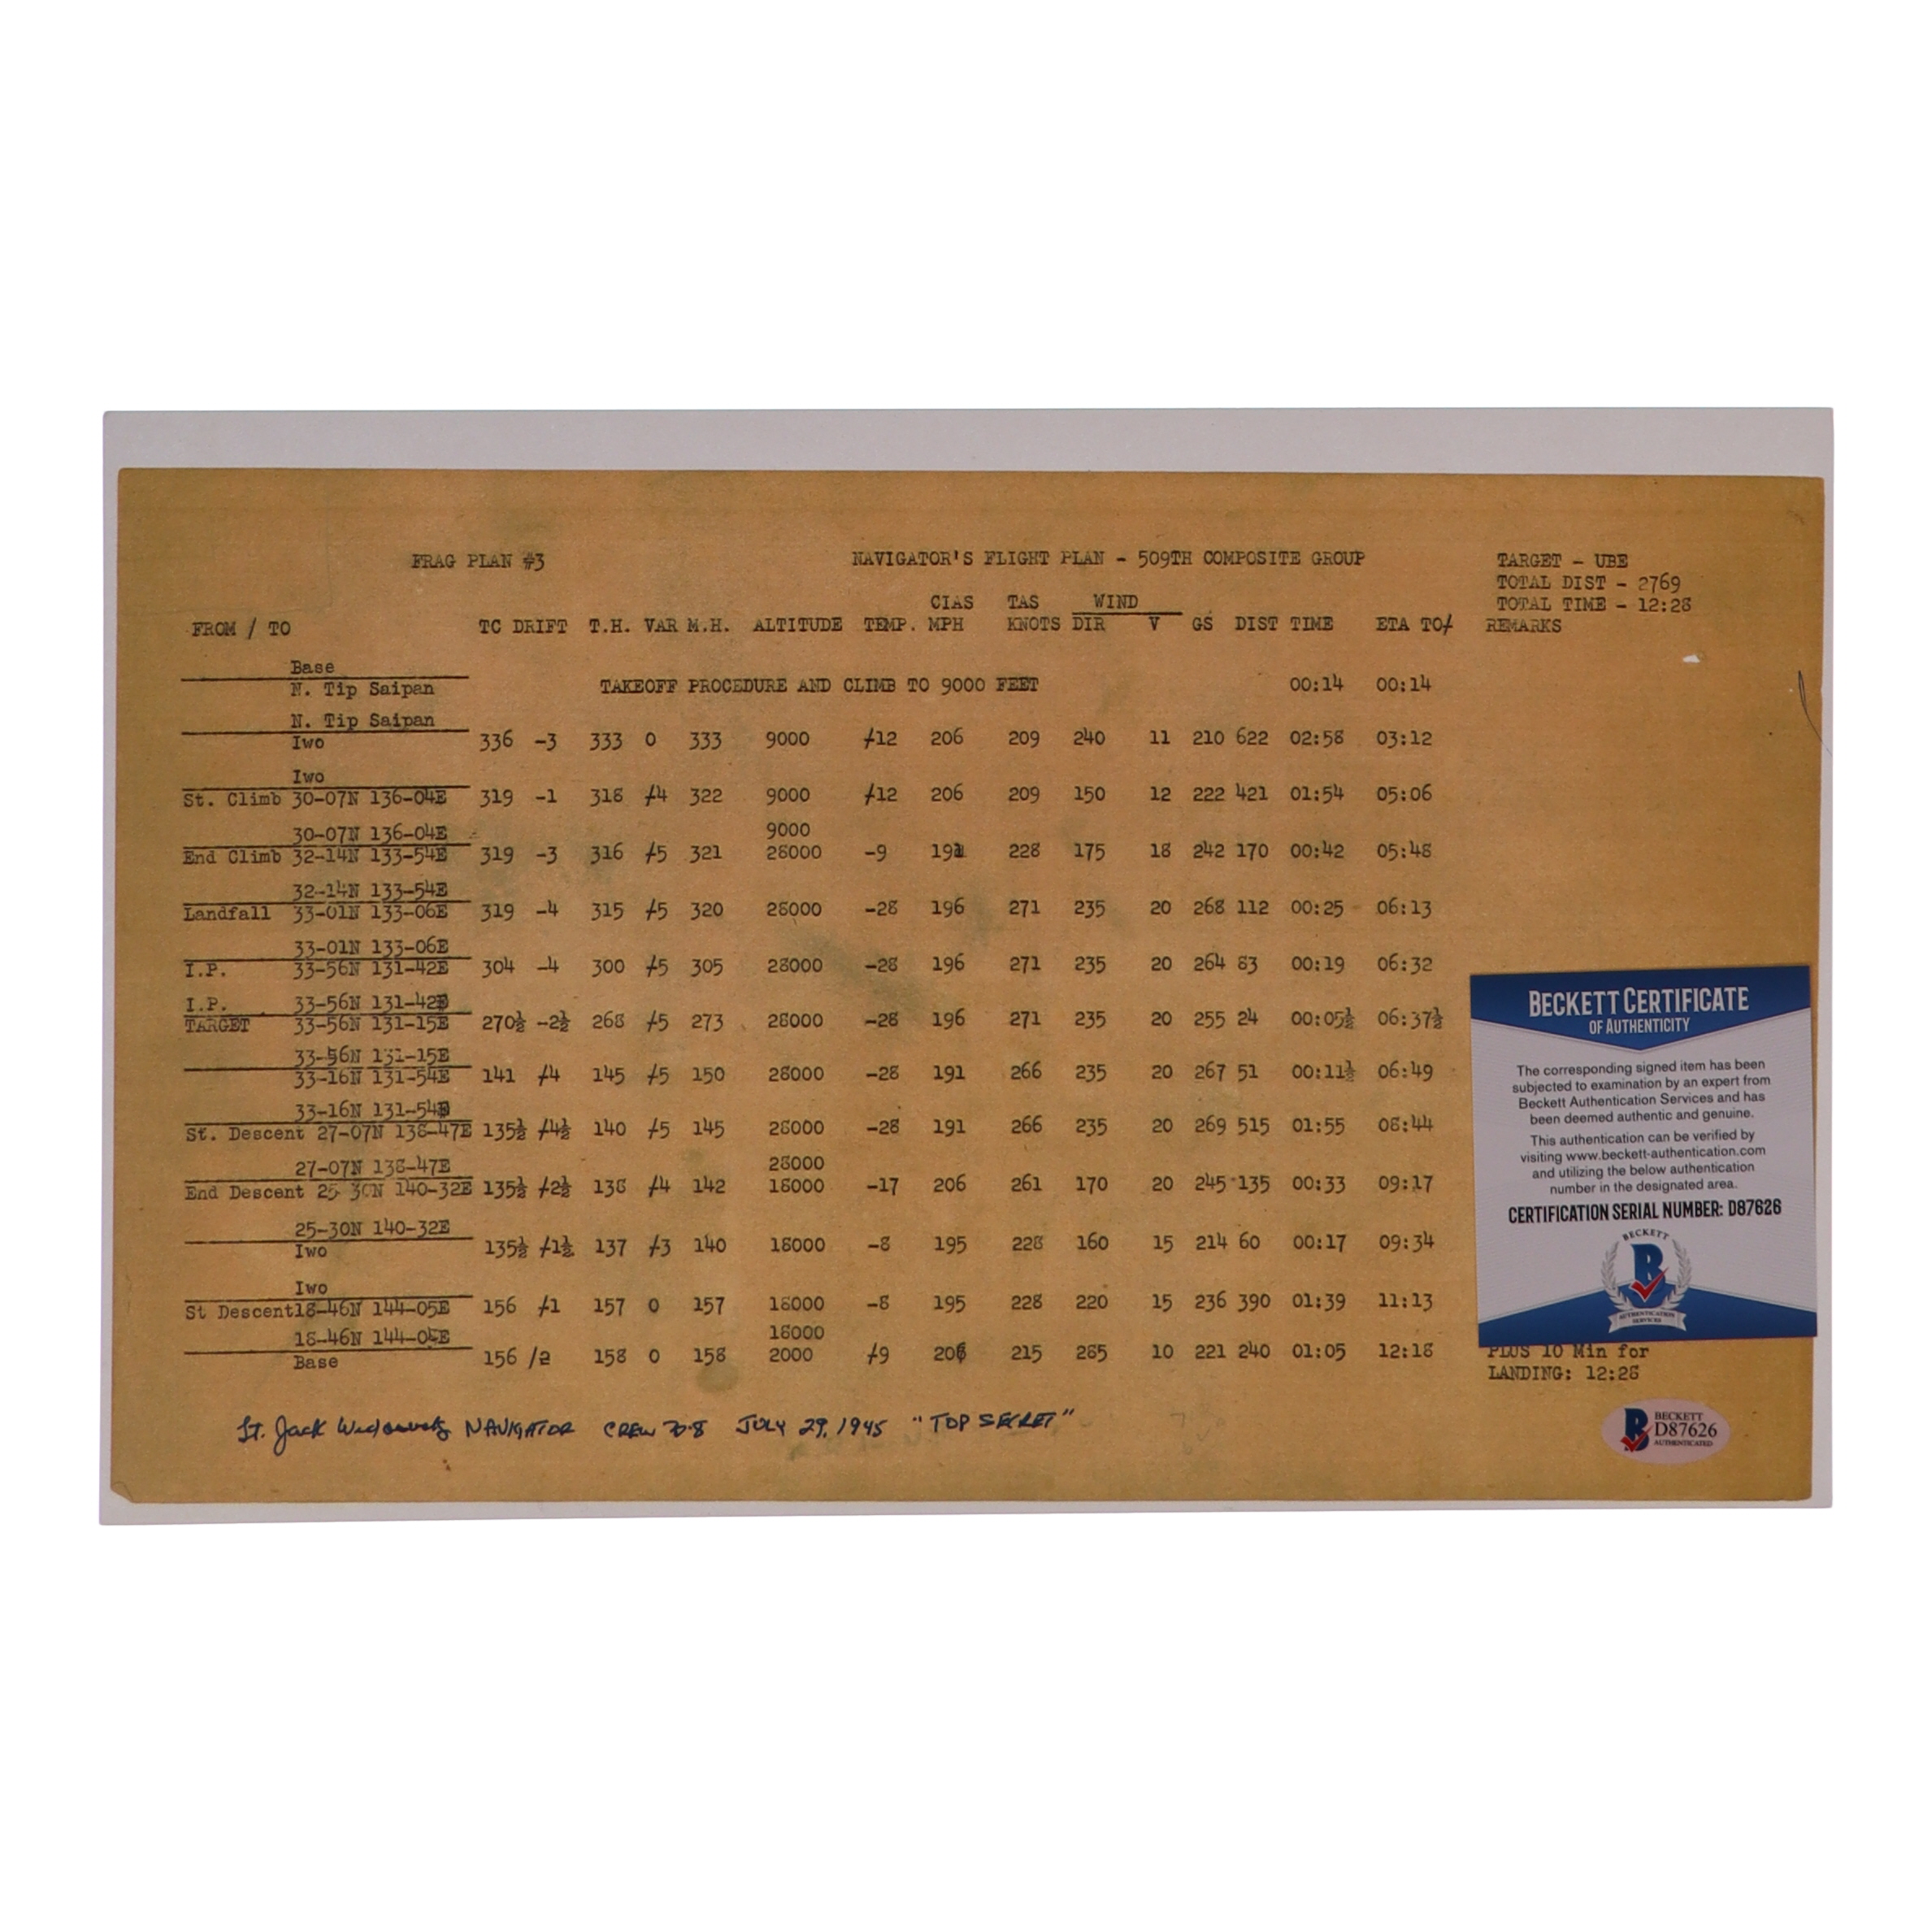 FRAG PLAN #3 NAVIGATOR'S FLIGHT PLAN - 509TH COMPOSITE GROUP TARGET - UBE
TOTAL DIST - 2769
CIAS TAS WIND TOTAL TIME - 12:28
FROM / TO TC DRIFT T.H. VAR M.H. ALTITUDE TEMP. MPH KNOTS DIR V GS DIST TIME ETA TO/ REMARKS
Base
N. Tip Saipan TAKEOFF PROCEDURE AND CLIMB TO 9000 FEET 00:14 00:14
N. Tip Saipan
Iwo 336 -3 333 0 333 9000 /12 206 209 240 11 210 622 02:58 03:12
Iwo
St. Climb 30-07N 136-04E 319 -1 318 /4 322 9000 /12 206 209 150 12 222 421 01:54 05:06
30-07N 136-04E 9000
End Climb 32-14N 133-54E 319 -3 316 /5 321 28000 -9 191 228 175 18 242 170 00:42 05:48
32-14N 133-54E
Landfall 33-01N 133-06E 319 -4 315 /5 320 28000 -28 196 271 235 20 268 112 00:25 06:13
33-01N 133-06E
I.P. 33-56N 131-42E 304 -4 300 /5 305 28000 -28 196 271 235 20 264 83 00:19 06:32
I.P. 33-56N 131-42E
TARGET 33-56N 131-15E 270½ -2½ 268 /5 273 28000 -28 196 271 235 20 255 24 00:05½ 06:37½
33-56N 131-15E
33-16N 131-54E 141 /4 145 /5 150 28000 -28 191 266 235 20 267 51 00:11½ 06:49
33-16N 131-54E
St. Descent 27-07N 138-47E 135½ /4½ 140 /5 145 28000 -28 191 266 235 20 269 515 01:55 08:44
27-07N 138-47E 28000
End Descent 25 30N 140-32E 135½ /2½ 138 /4 142 18000 -17 206 261 170 20 245 135 00:33 09:17
25-30N 140-32E
Iwo 135½ /1½ 137 /3 140 18000 -8 195 228 160 15 214 60 00:17 09:34
Iwo
St Descent 18-46N 144-05E 156 /1 157 0 157 18000 -8 195 228 220 15 236 390 01:39 11:13
18-46N 144-05E 18000
Base 156 /2 158 0 158 2000 /9 206 215 285 10 221 240 01:05 12:18 PLUS 10 Min for
LANDING: 12:28
Lt. Jack NAVIGATOR CREW JULY 29, 1945 "TOP SECRET"
BECKETT CERTIFICATE
OF AUTHENTICITY
The corresponding signed item has been
subjected to examination by an expert from
Beckett Authentication Services and has
been deemed authentic and genuine.
This authentication can be verified by
visiting www.beckett-authentication.com
and utilizing the below authentication
number in the designated area.
CERTIFICATION SERIAL NUMBER: D87626
BECKETT
B
AUTHENTICATION
SERVICES
B BECKETT
D87626
AUTHENTICATED